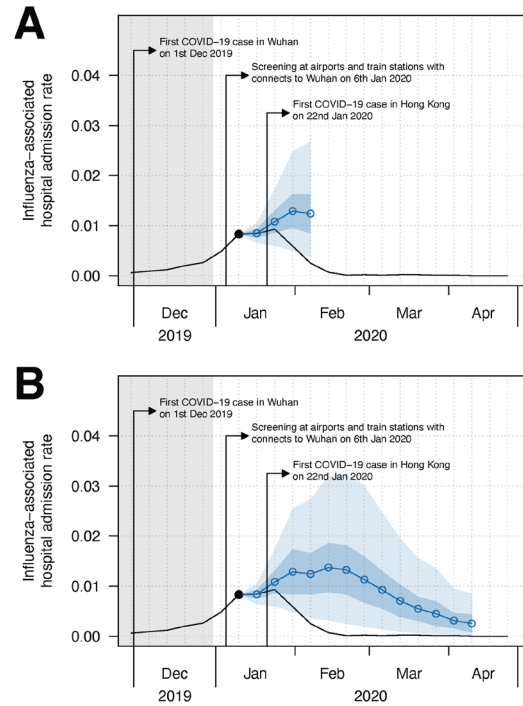 A
First COVID-19 case in Wuhan
on 1st Dec 2019
Screening at airports and train stations with
connects to Wuhan on 6th Jan 2020
First COVID-19 case in Hong Kong
on 22nd Jan 2020
Influenza-associated
hospital admission rate
0.04
0.03
0.02
0.01
0.00
Dec
Jan
Feb
Mar
Apr
2019
2020
B
First COVID-19 case in Wuhan
on 1st Dec 2019
Screening at airports and train stations with
connects to Wuhan on 6th Jan 2020
First COVID-19 case in Hong Kong
on 22nd Jan 2020
Influenza-associated
hospital admission rate
0.04
0.03
0.02
0.01
0.00
Dec
Jan
Feb
Mar
Apr
2019
2020